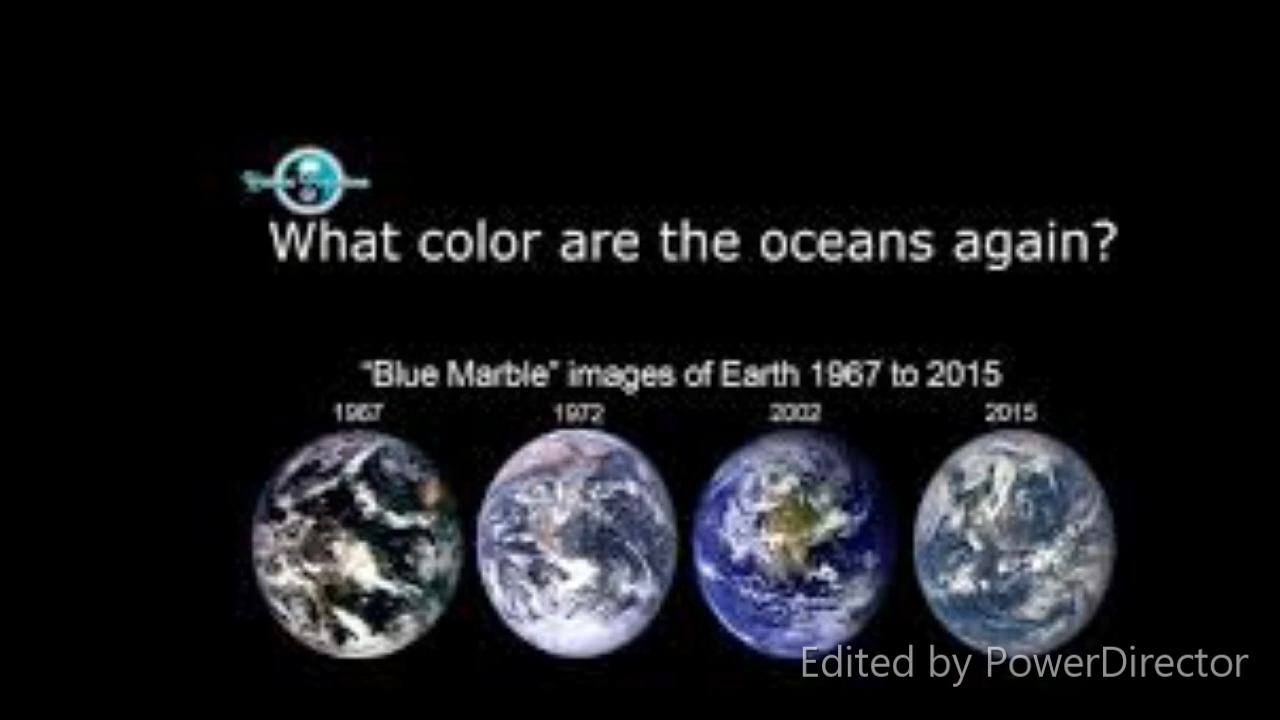 What color are the oceans again?
“Blue Marble” images of Earth 1967 to 2015
1967 1972 2002 2015
Edited by PowerDirector